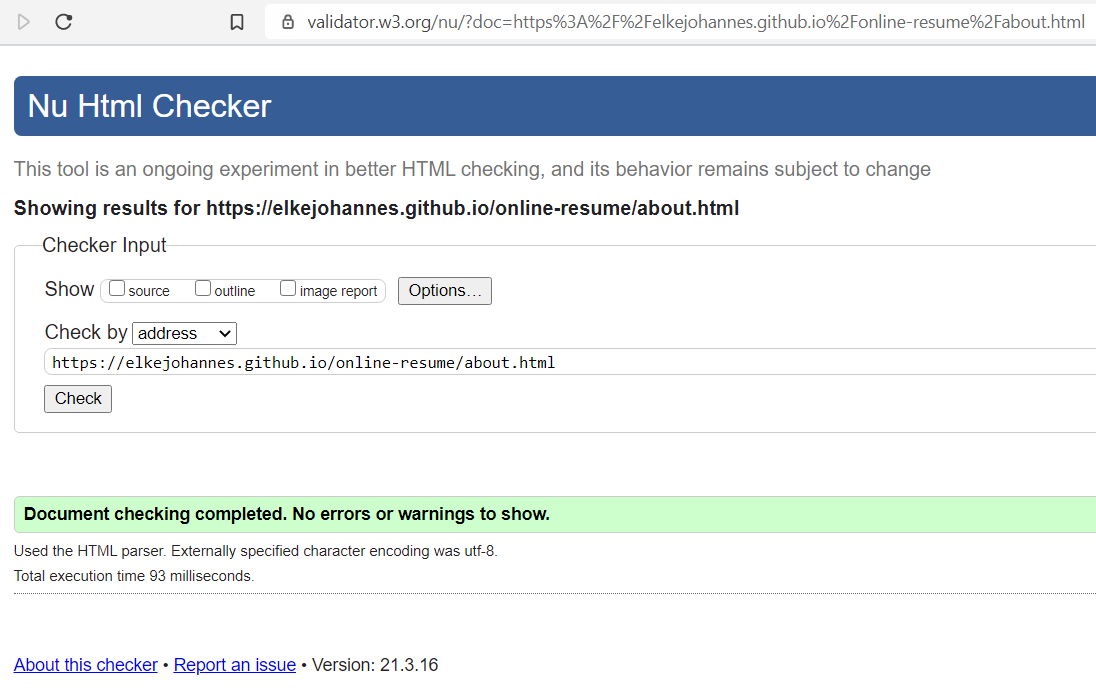 validator.w3.org/nu/?doc=https%3A%2F%2Felkejohannes.github.io%2Fonline-resume%2Fabout.html
Nu Html Checker
This tool is an ongoing experiment in better HTML checking, and its behavior remains subject to change
Showing results for https://elkejohannes.github.io/online-resume/about.html
Checker Input
Show source outline image report Options...
Check by address
https://elkejohannes.github.io/online-resume/about.html
Check
Document checking completed. No errors or warnings to show.
Used the HTML parser. Externally specified character encoding was utf-8.
Total execution time 93 milliseconds.
About this checker • Report an issue • Version: 21.3.16